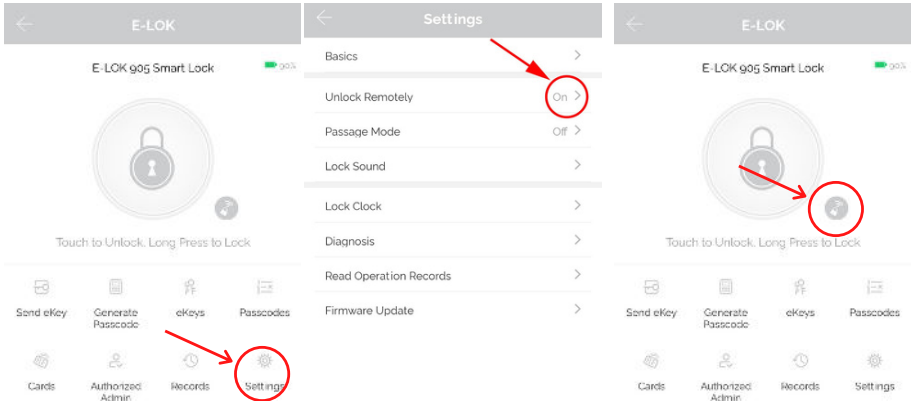 E-LOK
E-LOK 905 Smart Lock
90%
Touch to Unlock, Long Press to Lock
Send eKey
Generate
Passcode
eKeys
Passcodes
Cards
Authorized
Admin
Records
Settings
Settings
Basics
Unlock Remotely
On
Passage Mode
Off
Lock Sound
Lock Clock
Diagnosis
Read Operation Records
Firmware Update
E-LOK
E-LOK 905 Smart Lock
90%
Touch to Unlock, Long Press to Lock
Send eKey
Generate
Passcode
eKeys
Passcodes
Cards
Authorized
Admin
Records
Settings